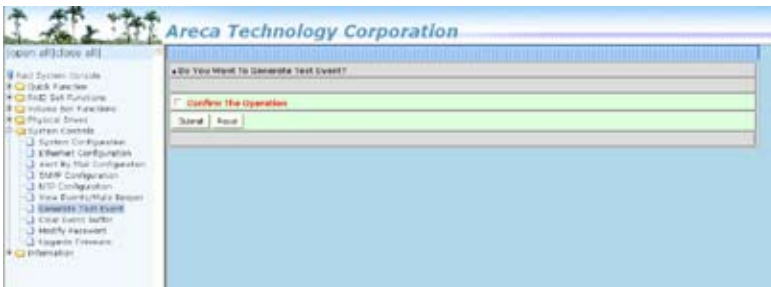 Areca Technology Corporation
[open all|close all]
Raid System Console
Quick Function
RAID Set Functions
Volume Set Functions
Physical Drives
System Controls
System Configuration
Ethernet Configuration
Alert By Mail Configuration
SNMP Configuration
NTP Configuration
View Events/Mute Beeper
Generate Test Event
Clear Event Buffer
Modify Password
Upgrade Firmware
Information
Do You Want To Generate Test Event?
Confirm The Operation
Submit Reset